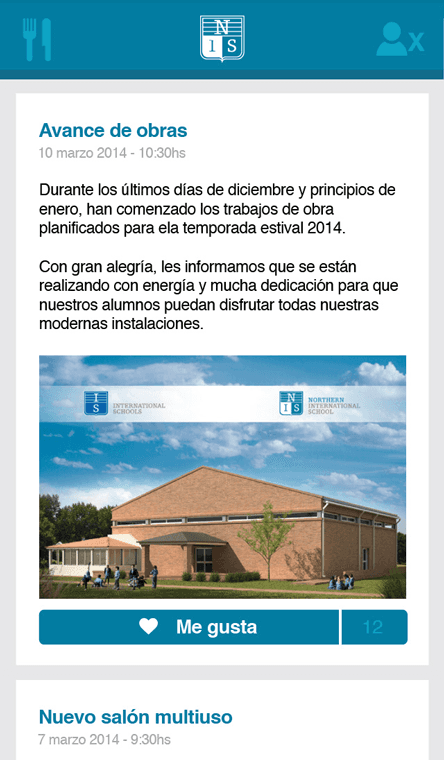 N
I S
x
Avance de obras
10 marzo 2014 - 10:30hs
Durante los últimos días de diciembre y principios de
enero, han comenzado los trabajos de obra
planificados para ela temporada estival 2014.
Con gran alegría, les informamos que se están
realizando con energía y mucha dedicación para que
nuestros alumnos puedan disfrutar todas nuestras
modernas instalaciones.
I
S
INTERNATIONAL
SCHOOLS
N
I S
NORTHERN
INTERNATIONAL
SCHOOL
Me gusta 12
Nuevo salón multiuso
7 marzo 2014 - 9:30hs